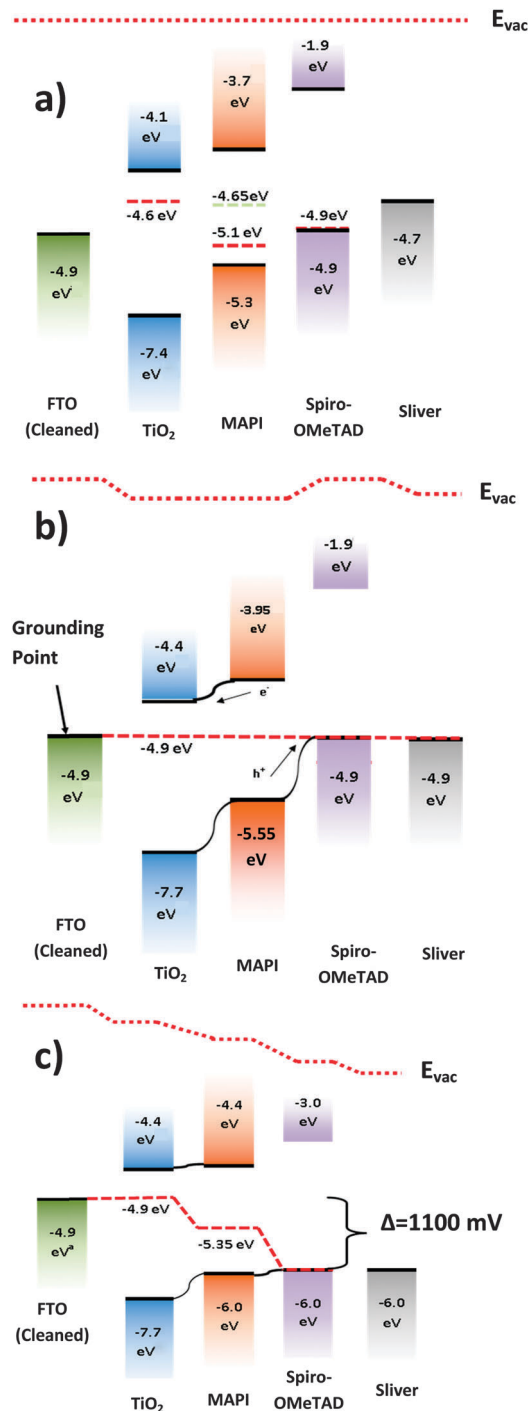 E vac
a)
-1.9
eV
-3.7
eV
-4.1
eV
-4.65eV
-4.6 eV
-5.1 eV
-4.9eV
-4.9
eV
-4.7
eV
-4.9
eV
-5.3
eV
-7.4
eV
FTO
(Cleaned)
TiO₂
MAPI
Spiro-
OMeTAD
Sliver
E vac
b)
-1.9
eV
-3.95
eV
-4.4
eV
Grounding
Point
e-
-4.9 eV
h+
-4.9
eV
-4.9
eV
-4.9
eV
-5.55
eV
-7.7
eV
FTO
(Cleaned)
TiO₂
MAPI
Spiro-
OMeTAD
Sliver
E vac
c)
-4.4
eV
-4.4
eV
-3.0
eV
-4.9 eV
-4.9
eVª
Δ=1100 mV
-5.35 eV
-6.0
eV
-6.0
eV
-6.0
eV
-7.7
eV
FTO
(Cleaned)
TiO₂
MAPI
Spiro-
OMeTAD
Sliver